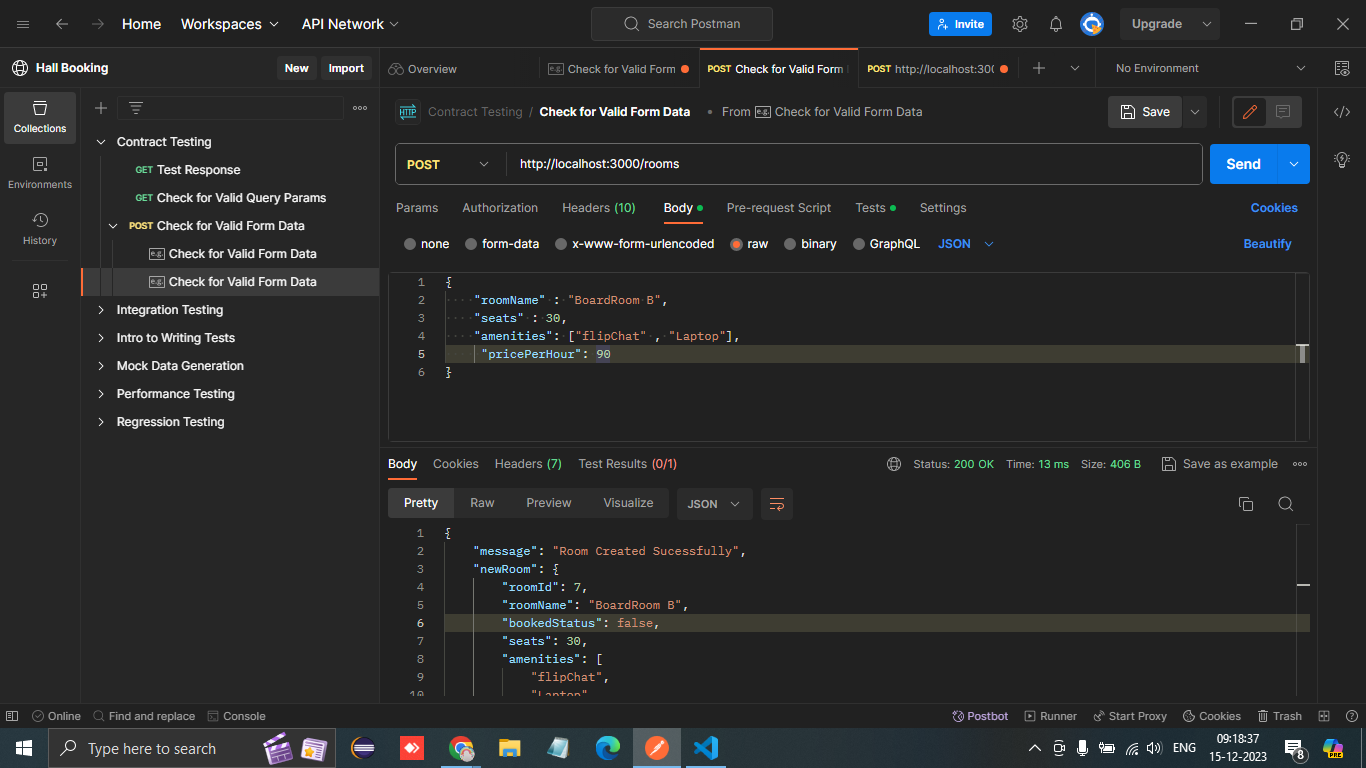 Home Workspaces API Network Search Postman Invite Upgrade
Hall Booking New Import Overview Check for Valid Form POST Check for Valid Form POST http://localhost:300 No Environment
Collections
Environments
History
Contract Testing
GET Test Response
GET Check for Valid Query Params
POST Check for Valid Form Data
e.g. Check for Valid Form Data
e.g. Check for Valid Form Data
Integration Testing
Intro to Writing Tests
Mock Data Generation
Performance Testing
Regression Testing
HTTP Contract Testing / Check for Valid Form Data From e.g. Check for Valid Form Data Save
POST http://localhost:3000/rooms Send
Params Authorization Headers (10) Body Pre-request Script Tests Settings Cookies
none form-data x-www-form-urlencoded raw binary GraphQL JSON Beautify
1 {
2 "roomName" : "BoardRoom B",
3 "seats" : 30,
4 "amenities": ["flipChat" , "Laptop"],
5 "pricePerHour": 90
6 }
Body Cookies Headers (7) Test Results (0/1) Status: 200 OK Time: 13 ms Size: 406 B Save as example
Pretty Raw Preview Visualize JSON
1 {
2 "message": "Room Created Sucessfully",
3 "newRoom": {
4 "roomId": 7,
5 "roomName": "BoardRoom B",
6 "bookedStatus": false,
7 "seats": 30,
8 "amenities": [
9 "flipChat",
10 "Laptop"
Online Find and replace Console Postbot Runner Start Proxy Cookies Trash
Type here to search ENG 09:18:37
15-12-2023 8 PRE